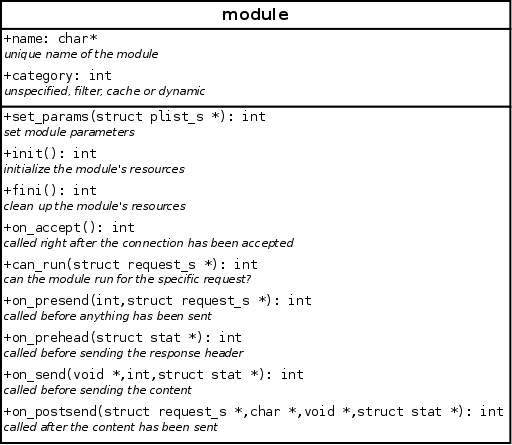 module
+name: char*
unique name of the module
+category: int
unspecified, filter, cache or dynamic
+set_params(struct plist_s *): int
set module parameters
+init(): int
initialize the module's resources
+fini(): int
clean up the module's resources
+on_accept(): int
called right after the connection has been accepted
+can_run(struct request_s *): int
can the module run for the specific request?
+on_presend(int,struct request_s *): int
called before anything has been sent
+on_prehead(struct stat *): int
called before sending the response header
+on_send(void *,int,struct stat *): int
called before sending the content
+on_postsend(struct request_s *,char *,void *,struct stat *): int
called after the content has been sent